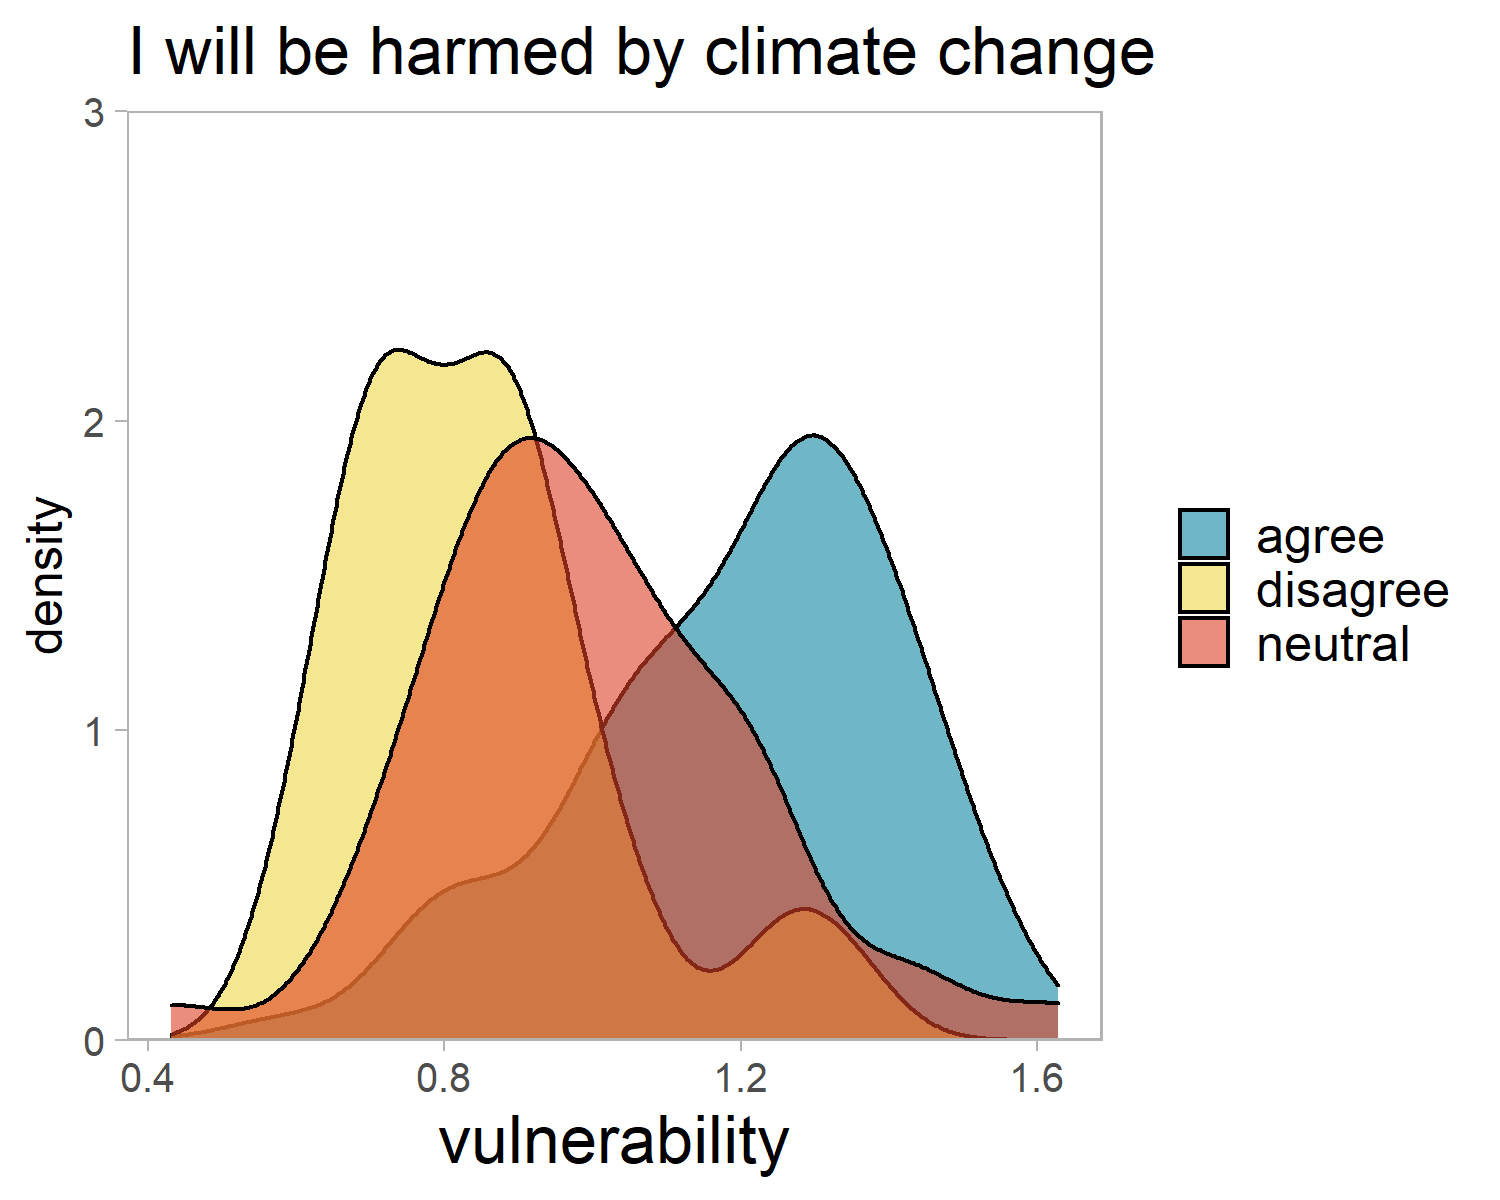 I will be harmed by climate change
3
2
1
0
density
0.4 0.8 1.2 1.6
vulnerability
agree
disagree
neutral